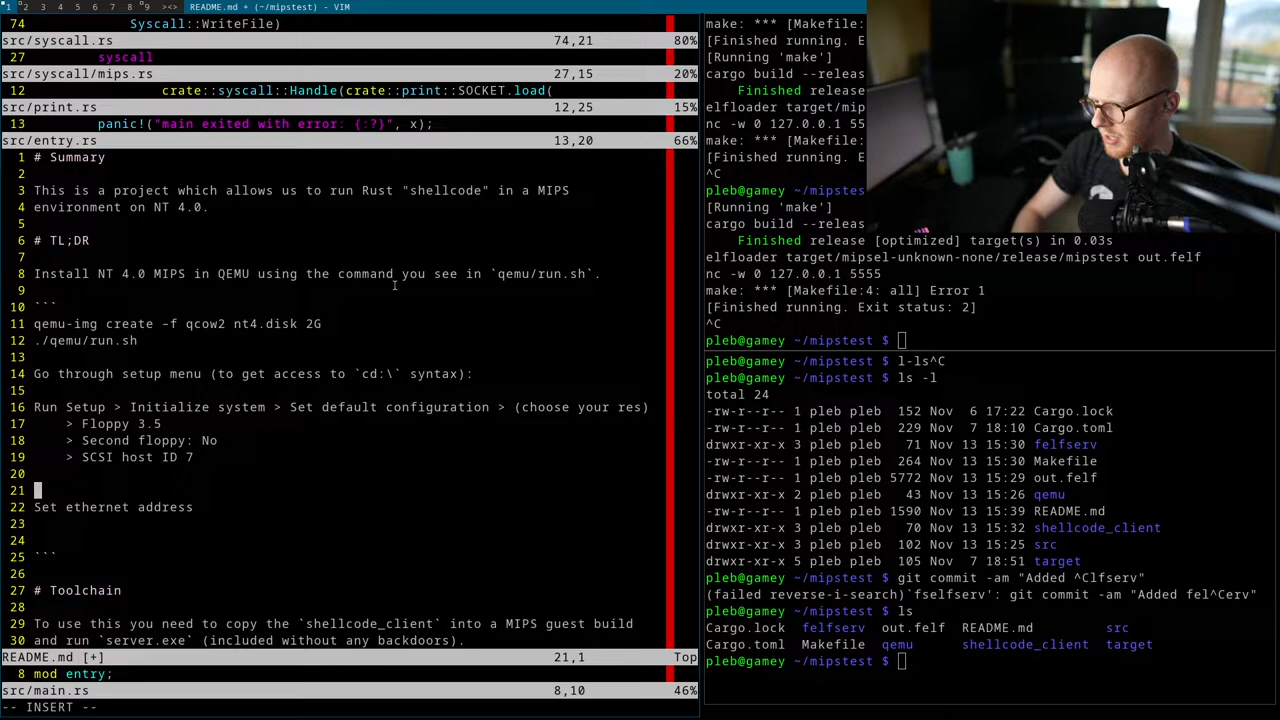 1 2 3 4 5 6 7 8 9 ><> README.md + (~/mipstest) - VIM
74 Syscall::WriteFile)
src/syscall.rs 74,21 80%
27 syscall
src/syscall/mips.rs 27,15 20%
12 crate::syscall::Handle(crate::print::SOCKET.load(
src/print.rs 12,25 15%
13 panic!("main exited with error: {:?}", x);
src/entry.rs 13,20 66%
1 # Summary
2
3 This is a project which allows us to run Rust "shellcode" in a MIPS
4 environment on NT 4.0.
5
6 # TL;DR
7
8 Install NT 4.0 MIPS in QEMU using the command you see in `qemu/run.sh`.
9
10 ```
11 qemu-img create -f qcow2 nt4.disk 2G
12 ./qemu/run.sh
13
14 Go through setup menu (to get access to `cd:\` syntax):
15
16 Run Setup > Initialize system > Set default configuration > (choose your res)
17 > Floppy 3.5
18 > Second floppy: No
19 > SCSI host ID 7
20
21
22 Set ethernet address
23
24
25 ```
26
27 # Toolchain
28
29 To use this you need to copy the `shellcode_client` into a MIPS guest build
30 and run `server.exe` (included without any backdoors).
README.md [+] 21,1 Top
8 mod entry;
src/main.rs 8,10 46%
-- INSERT --
make: *** [Makefile:
[Finished running. E
[Running 'make']
cargo build --releas
Finished release
elfloader target/mip
nc -w 0 127.0.0.1 55
make: *** [Makefile:
[Finished running. E
^C
pleb@gamey ~/mipstes
[Running 'make']
cargo build --releas
Finished release [optimized] target(s) in 0.03s
elfloader target/mipsel-unknown-none/release/mipstest out.felf
nc -w 0 127.0.0.1 5555
make: *** [Makefile:4: all] Error 1
[Finished running. Exit status: 2]
^C
pleb@gamey ~/mipstest $
pleb@gamey ~/mipstest $ l-ls^C
pleb@gamey ~/mipstest $ ls -l
total 24
-rw-r--r-- 1 pleb pleb 152 Nov 6 17:22 Cargo.lock
-rw-r--r-- 1 pleb pleb 229 Nov 7 18:10 Cargo.toml
drwxr-xr-x 3 pleb pleb 71 Nov 13 15:30 felfserv
-rw-r--r-- 1 pleb pleb 264 Nov 13 15:30 Makefile
-rw-r--r-- 1 pleb pleb 5772 Nov 13 15:29 out.felf
drwxr-xr-x 2 pleb pleb 43 Nov 13 15:26 qemu
-rw-r--r-- 1 pleb pleb 1590 Nov 13 15:39 README.md
drwxr-xr-x 3 pleb pleb 70 Nov 13 15:32 shellcode_client
drwxr-xr-x 3 pleb pleb 102 Nov 13 15:25 src
drwxr-xr-x 5 pleb pleb 105 Nov 7 18:51 target
pleb@gamey ~/mipstest $ git commit -am "Added ^Clfserv"
(failed reverse-i-search)`fselfserv': git commit -am "Added fel^Cerv"
pleb@gamey ~/mipstest $ ls
Cargo.lock felfserv out.felf README.md src
Cargo.toml Makefile qemu shellcode_client target
pleb@gamey ~/mipstest $